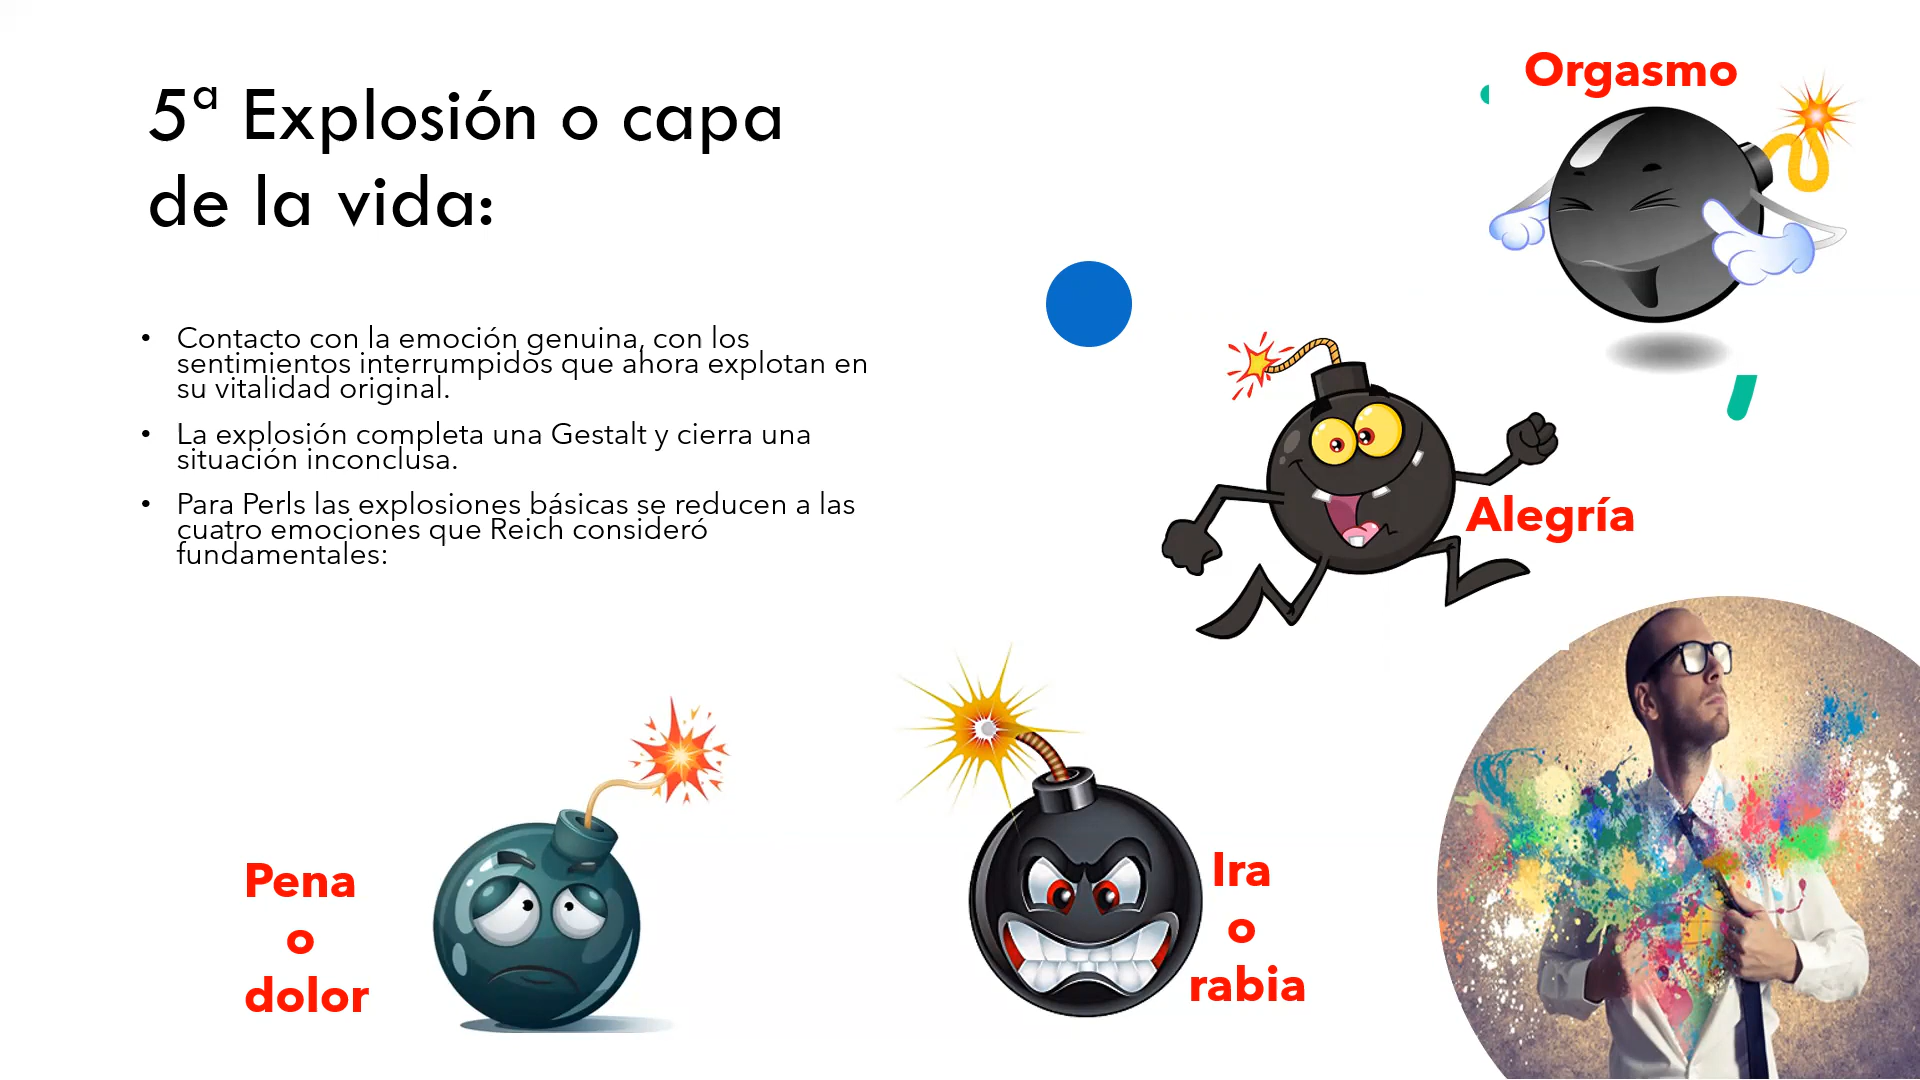 5ª Explosión o capa
de la vida:
• Contacto con la emoción genuina, con los
sentimientos interrumpidos que ahora explotan en
su vitalidad original.
• La explosión completa una Gestalt y cierra una
situación inconclusa.
• Para Perls las explosiones básicas se reducen a las
cuatro emociones que Reich consideró
fundamentales:
Orgasmo
Alegría
Pena
o
dolor
Ira
o
rabia